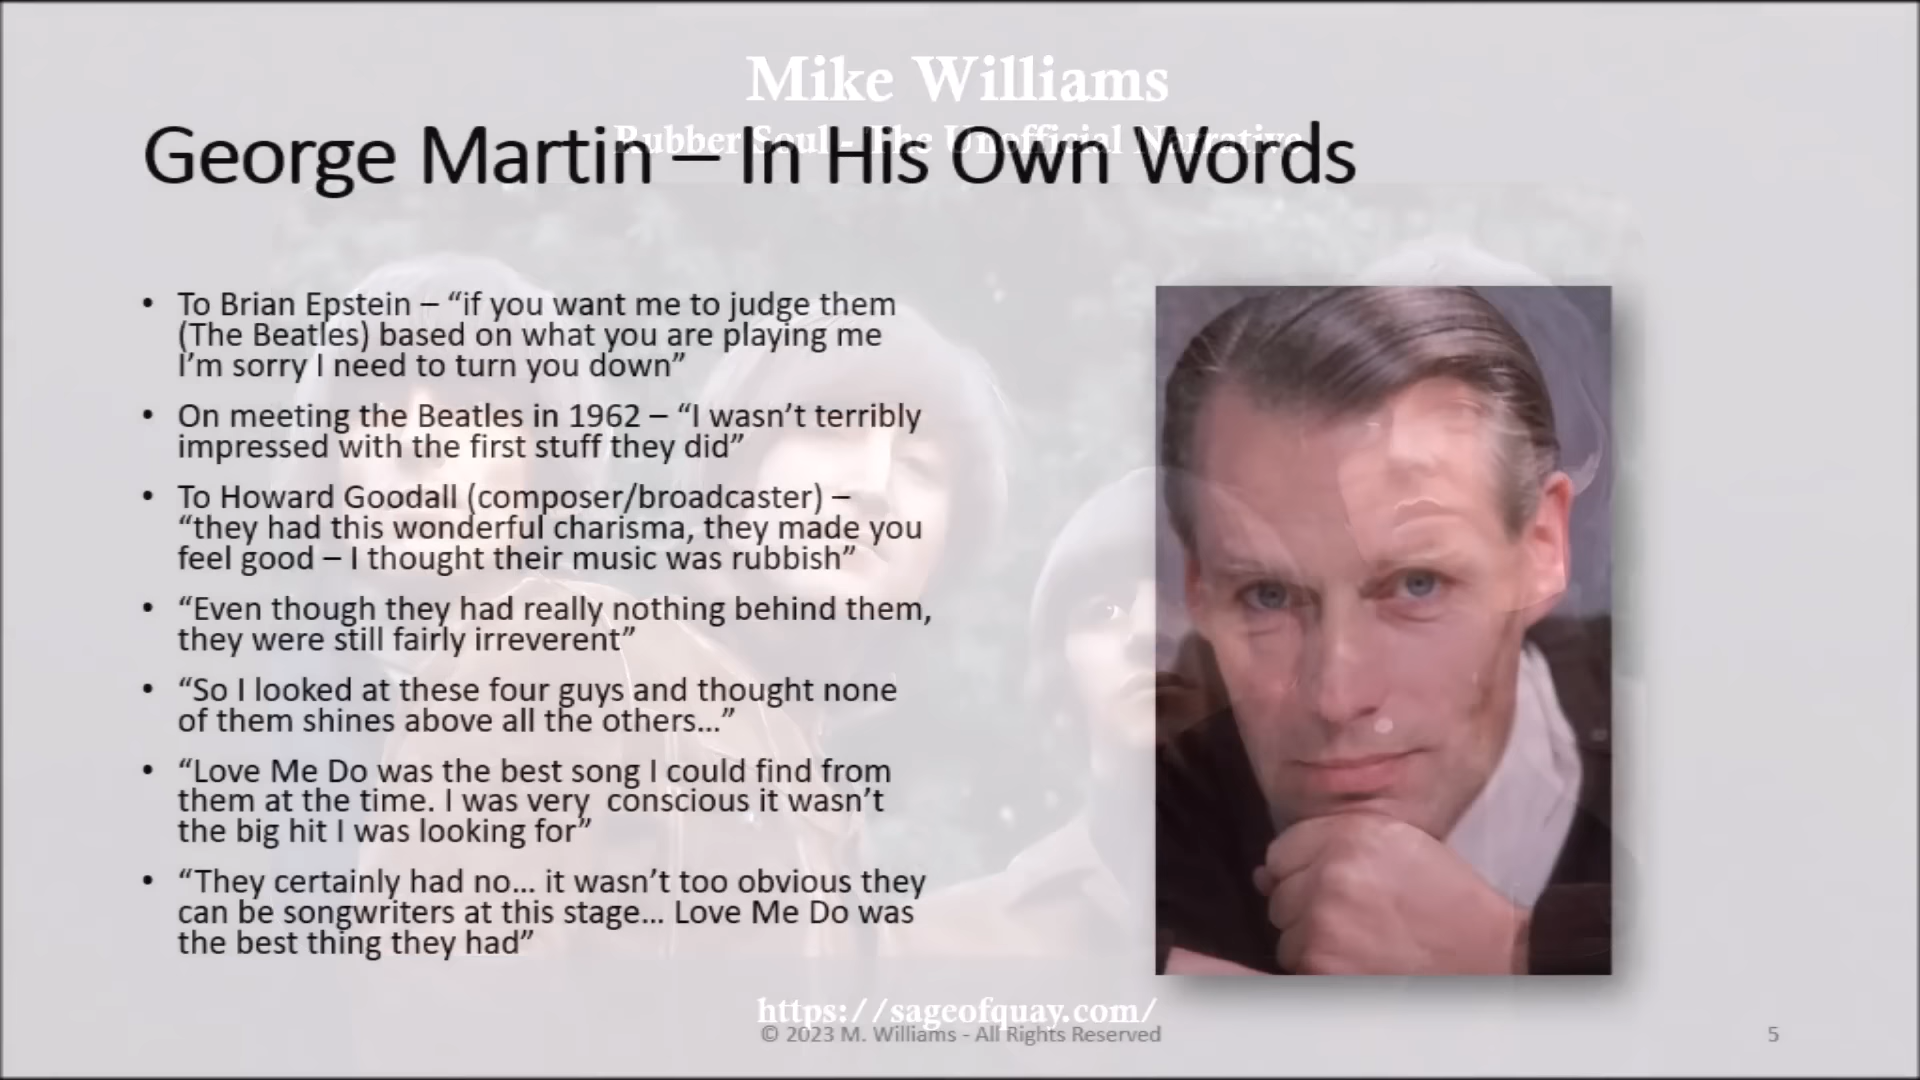 Mike Williams
Rubber Soul - The Unofficial Narrative
George Martin – In His Own Words
• To Brian Epstein – “if you want me to judge them
(The Beatles) based on what you are playing me
I’m sorry I need to turn you down”
• On meeting the Beatles in 1962 – “I wasn’t terribly
impressed with the first stuff they did”
• To Howard Goodall (composer/broadcaster) –
“they had this wonderful charisma, they made you
feel good – I thought their music was rubbish”
• “Even though they had really nothing behind them,
they were still fairly irreverent”
• “So I looked at these four guys and thought none
of them shines above all the others...”
• “Love Me Do was the best song I could find from
them at the time. I was very  conscious it wasn’t
the big hit I was looking for”
• “They certainly had no... it wasn’t too obvious they
can be songwriters at this stage... Love Me Do was
the best thing they had”
https://sageofquay.com/
© 2023 M. Williams - All Rights Reserved
5